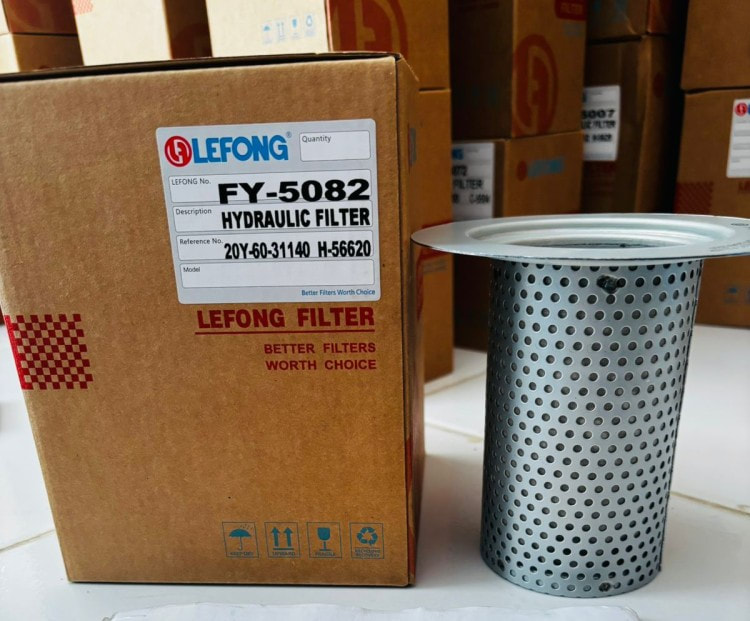 LEFONG®
Quantity
LEFONG No. FY-5082
Description HYDRAULIC FILTER
Reference No. 20Y-60-31140 H-56620
Model
Better Filters Worth Choice
LEFONG FILTER
BETTER FILTERS
WORTH CHOICE
FILTER